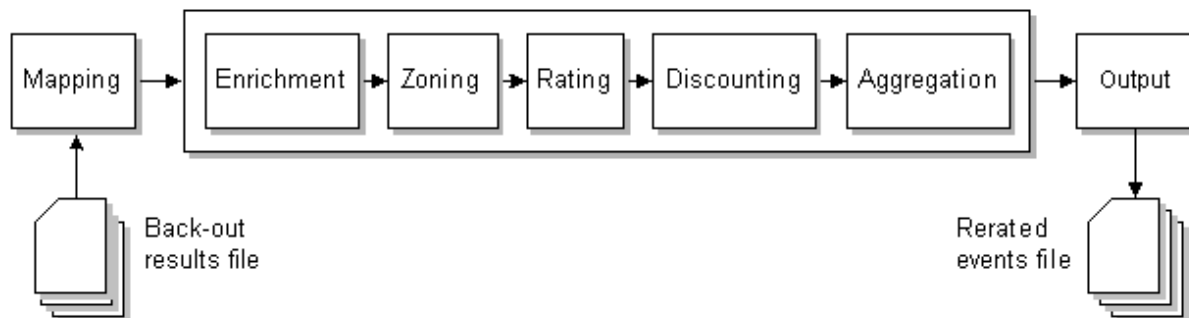 Mapping
Enrichment
Zoning
Rating
Discounting
Aggregation
Output
Back-out
results file
Rerated
events file